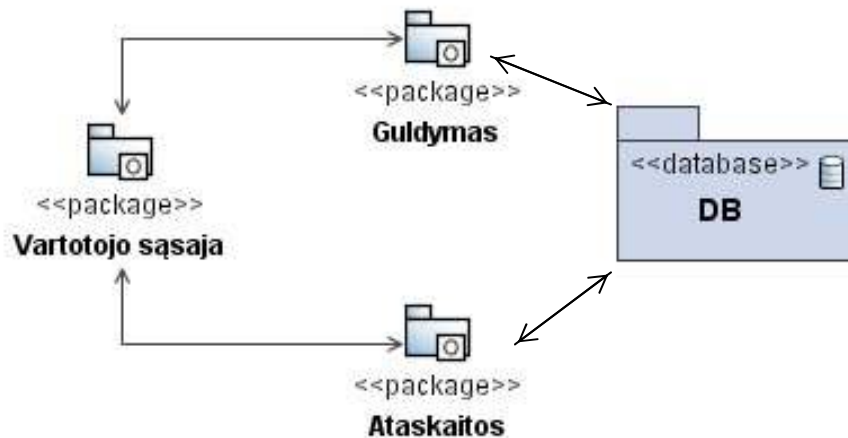 <<package>>
Guldymas
<<database>>
DB
<<package>>
Vartotojo sąsaja
<<package>>
Ataskaitos